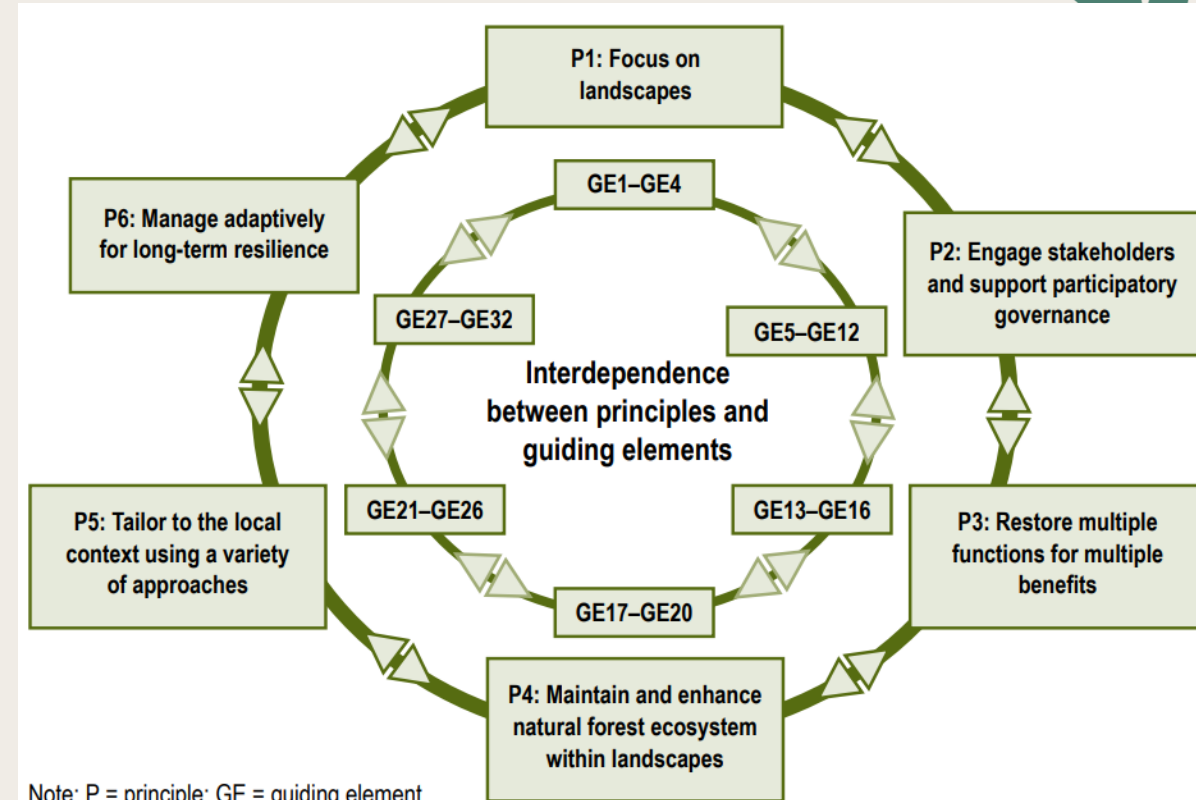 P1: Focus on
landscapes
GE1–GE4
P6: Manage adaptively
for long-term resilience
P2: Engage stakeholders
and support participatory
governance
GE27–GE32
GE5–GE12
Interdependence
between principles and
guiding elements
GE21–GE26
GE13–GE16
P5: Tailor to the local
context using a variety
of approaches
P3: Restore multiple
functions for multiple
benefits
GE17–GE20
P4: Maintain and enhance
natural forest ecosystem
within landscapes
Note: P = principle; GE = guiding element